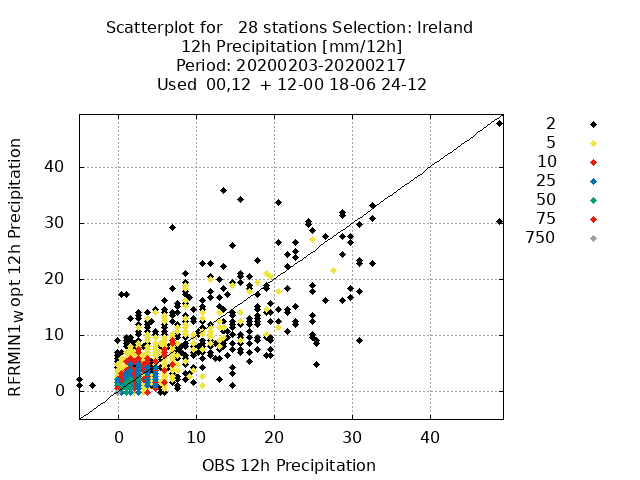 Scatterplot for   28 stations Selection: Ireland
12h Precipitation [mm/12h]
Period: 20200203-20200217
Used  00,12  + 12-00 18-06 24-12
2
5
10
25
50
75
750
RFRMIN1W opt 12h Precipitation
40
30
20
10
0
0 10 20 30 40
OBS 12h Precipitation